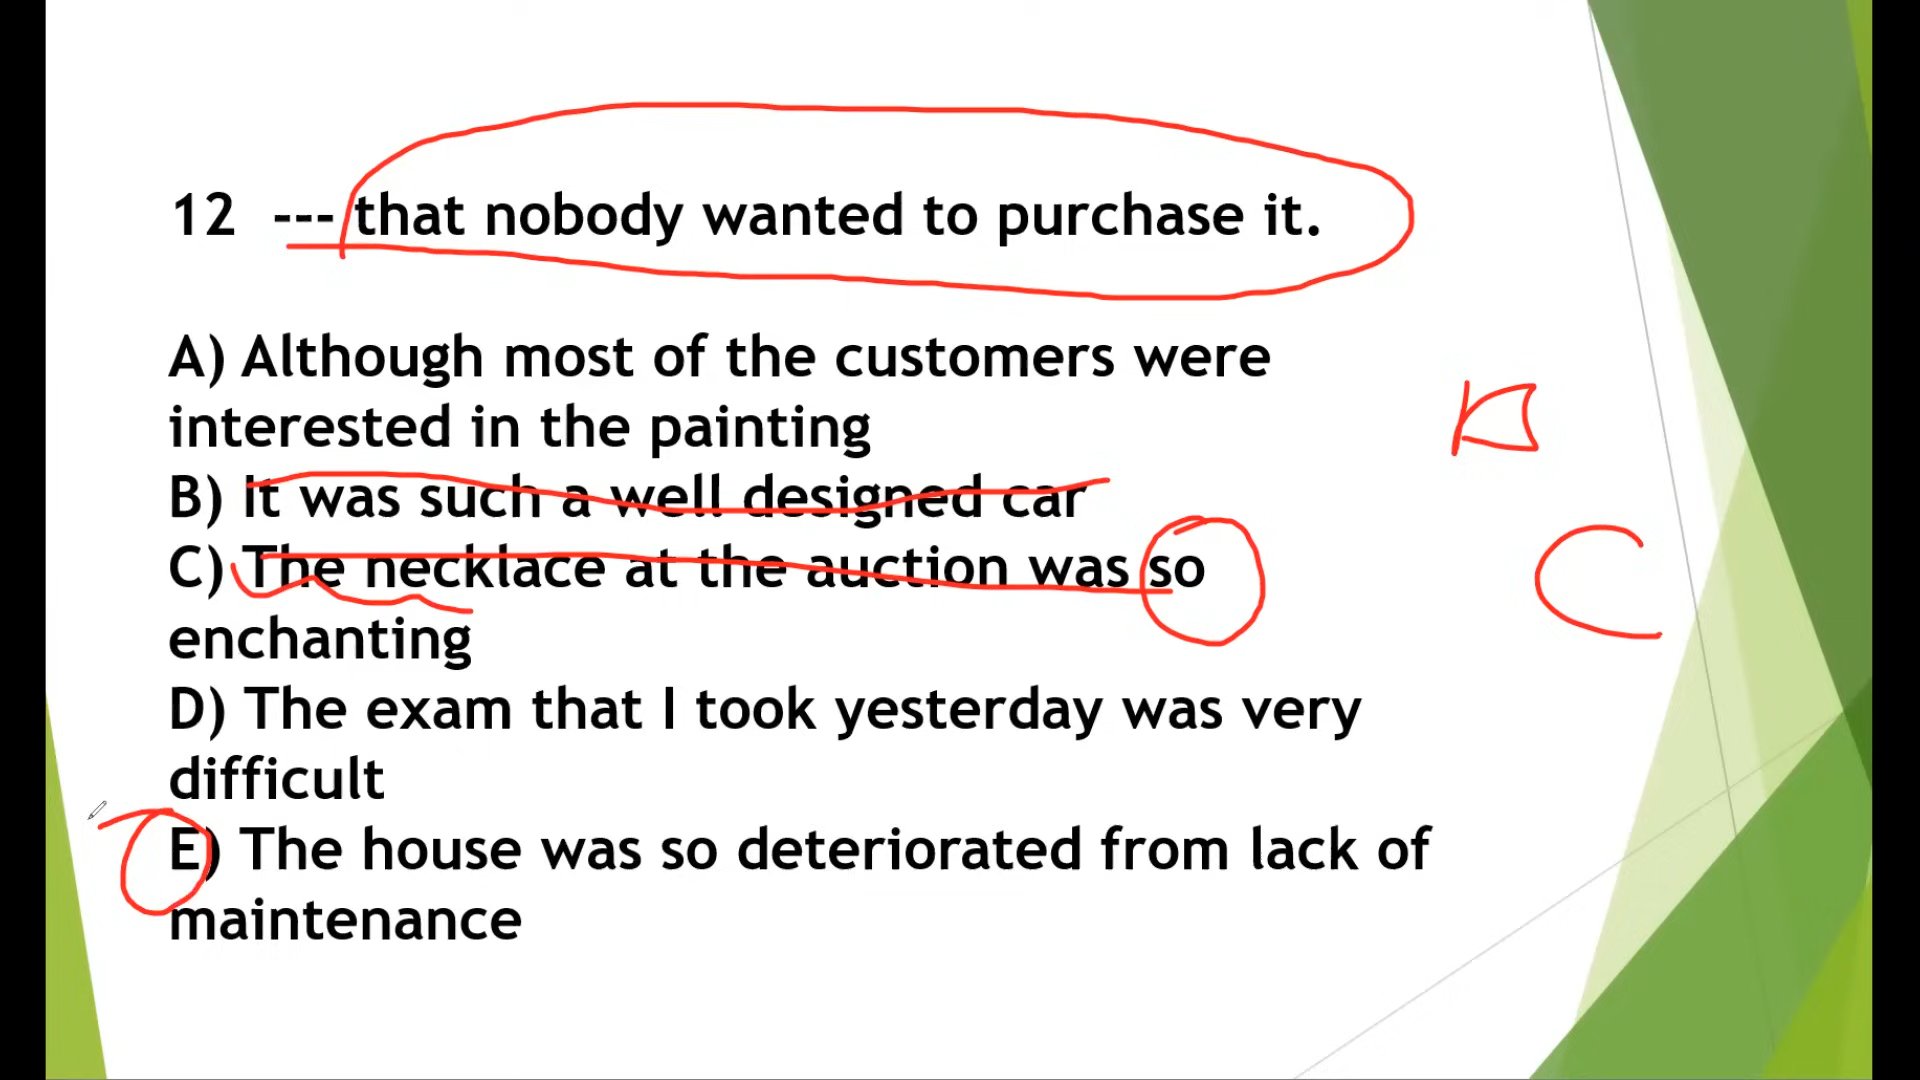 12 --- that nobody wanted to purchase it.
A) Although most of the customers were
interested in the painting
B) It was such a well designed car
C) The necklace at the auction was so
enchanting
D) The exam that I took yesterday was very
difficult
E) The house was so deteriorated from lack of
maintenance